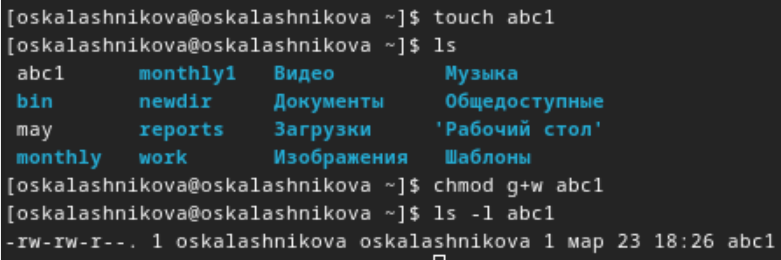 [oskalashnikova@oskalashnikova ~]$ touch abc1
[oskalashnikova@oskalashnikova ~]$ ls
abc1 monthly1 Видео Музыка
bin newdir Документы Общедоступные
may reports Загрузки 'Рабочий стол'
monthly work Изображения Шаблоны
[oskalashnikova@oskalashnikova ~]$ chmod g+w abc1
[oskalashnikova@oskalashnikova ~]$ ls -l abc1
-rw-rw-r--. 1 oskalashnikova oskalashnikova 1 мар 23 18:26 abc1